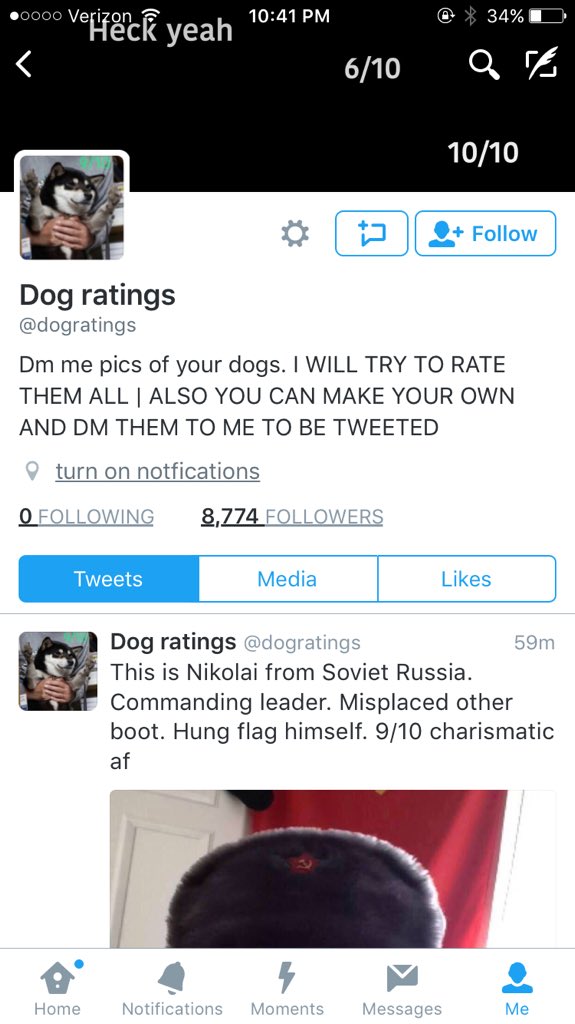 Verizon
10:41 PM
34%
Heck yeah
6/10
10/10
Follow
Dog ratings
@dogratings
Dm me pics of your dogs. I WILL TRY TO RATE
THEM ALL | ALSO YOU CAN MAKE YOUR OWN
AND DM THEM TO ME TO BE TWEETED
turn on notfications
0 FOLLOWING
8,774 FOLLOWERS
Tweets
Media
Likes
Dog ratings @dogratings
59m
This is Nikolai from Soviet Russia.
Commanding leader. Misplaced other
boot. Hung flag himself. 9/10 charismatic
af
Home
Notifications
Moments
Messages
Me